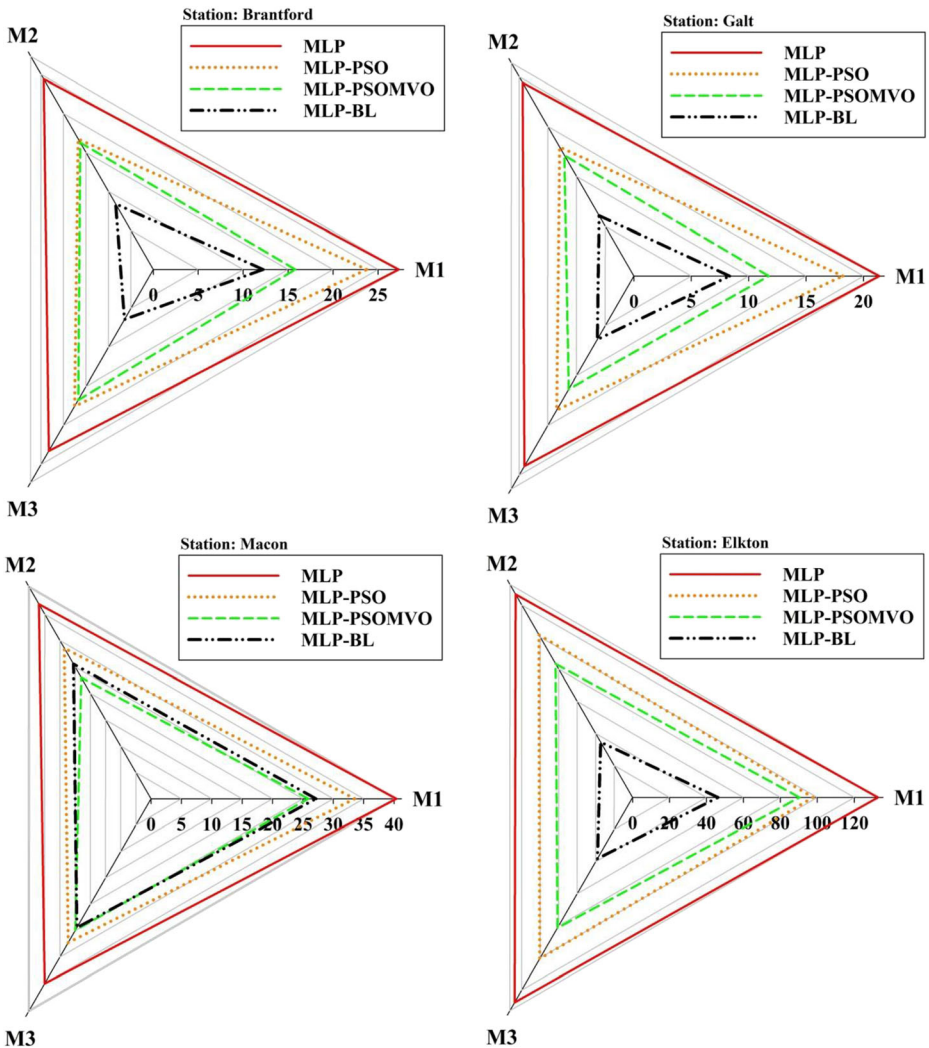 Station: Brantford
M2
MLP
MLP-PSO
MLP-PSOMVO
MLP-BL
M1
0 5 10 15 20 25
M3
Station: Galt
M2
MLP
MLP-PSO
MLP-PSOMVO
MLP-BL
M1
0 5 10 15 20
M3
Station: Macon
M2
MLP
MLP-PSO
MLP-PSOMVO
MLP-BL
M1
0 5 10 15 20 25 30 35 40
M3
Station: Elkton
M2
MLP
MLP-PSO
MLP-PSOMVO
MLP-BL
M1
0 20 40 60 80 100 120
M3